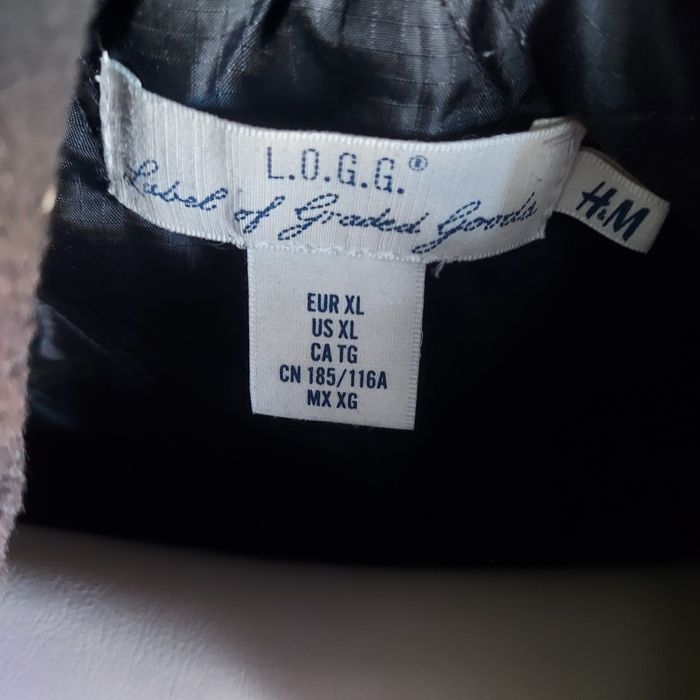 L.O.G.G.®
Label of Graded Goods
H&M
EUR XL
US XL
CA TG
CN 185/116A
MX XG